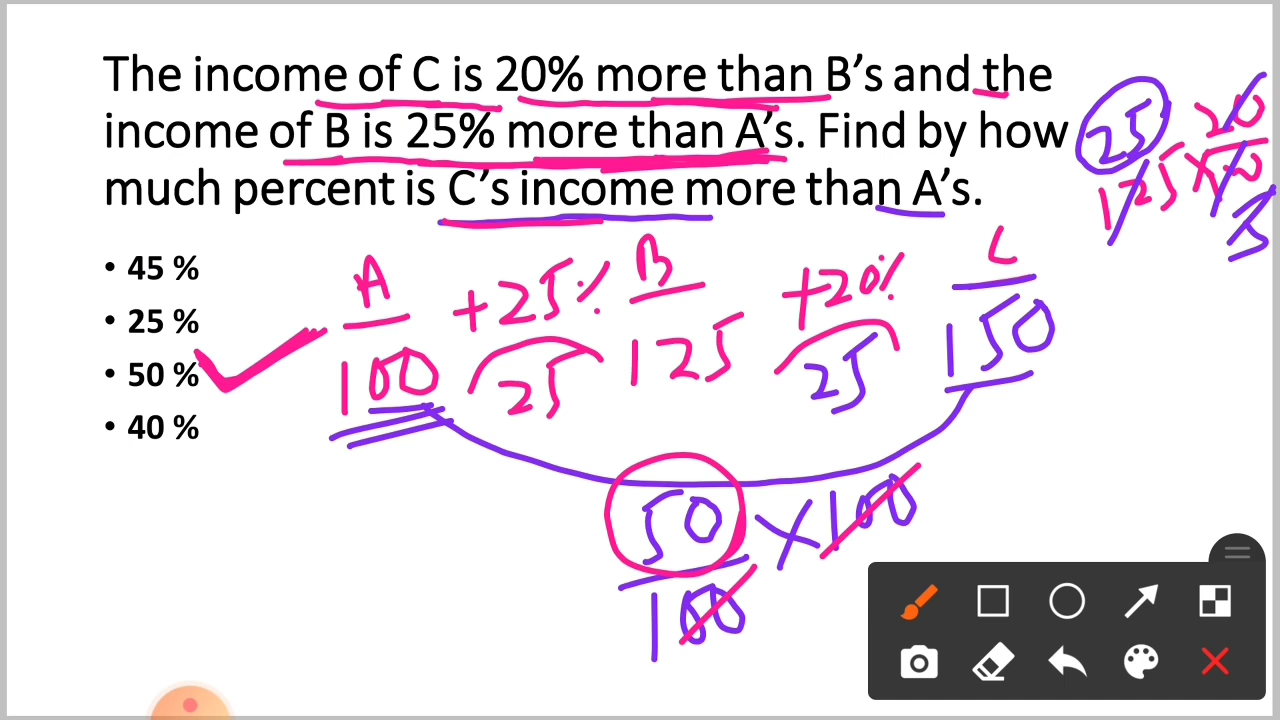 The income of C is 20% more than B's and the
income of B is 25% more than A's. Find by how
much percent is C's income more than A's.
25
20
125 ×
• 45 %
• 25 %
• 50 %
• 40 %
A +25% B +20% C
100 25 125 25 150
50 × 100
100